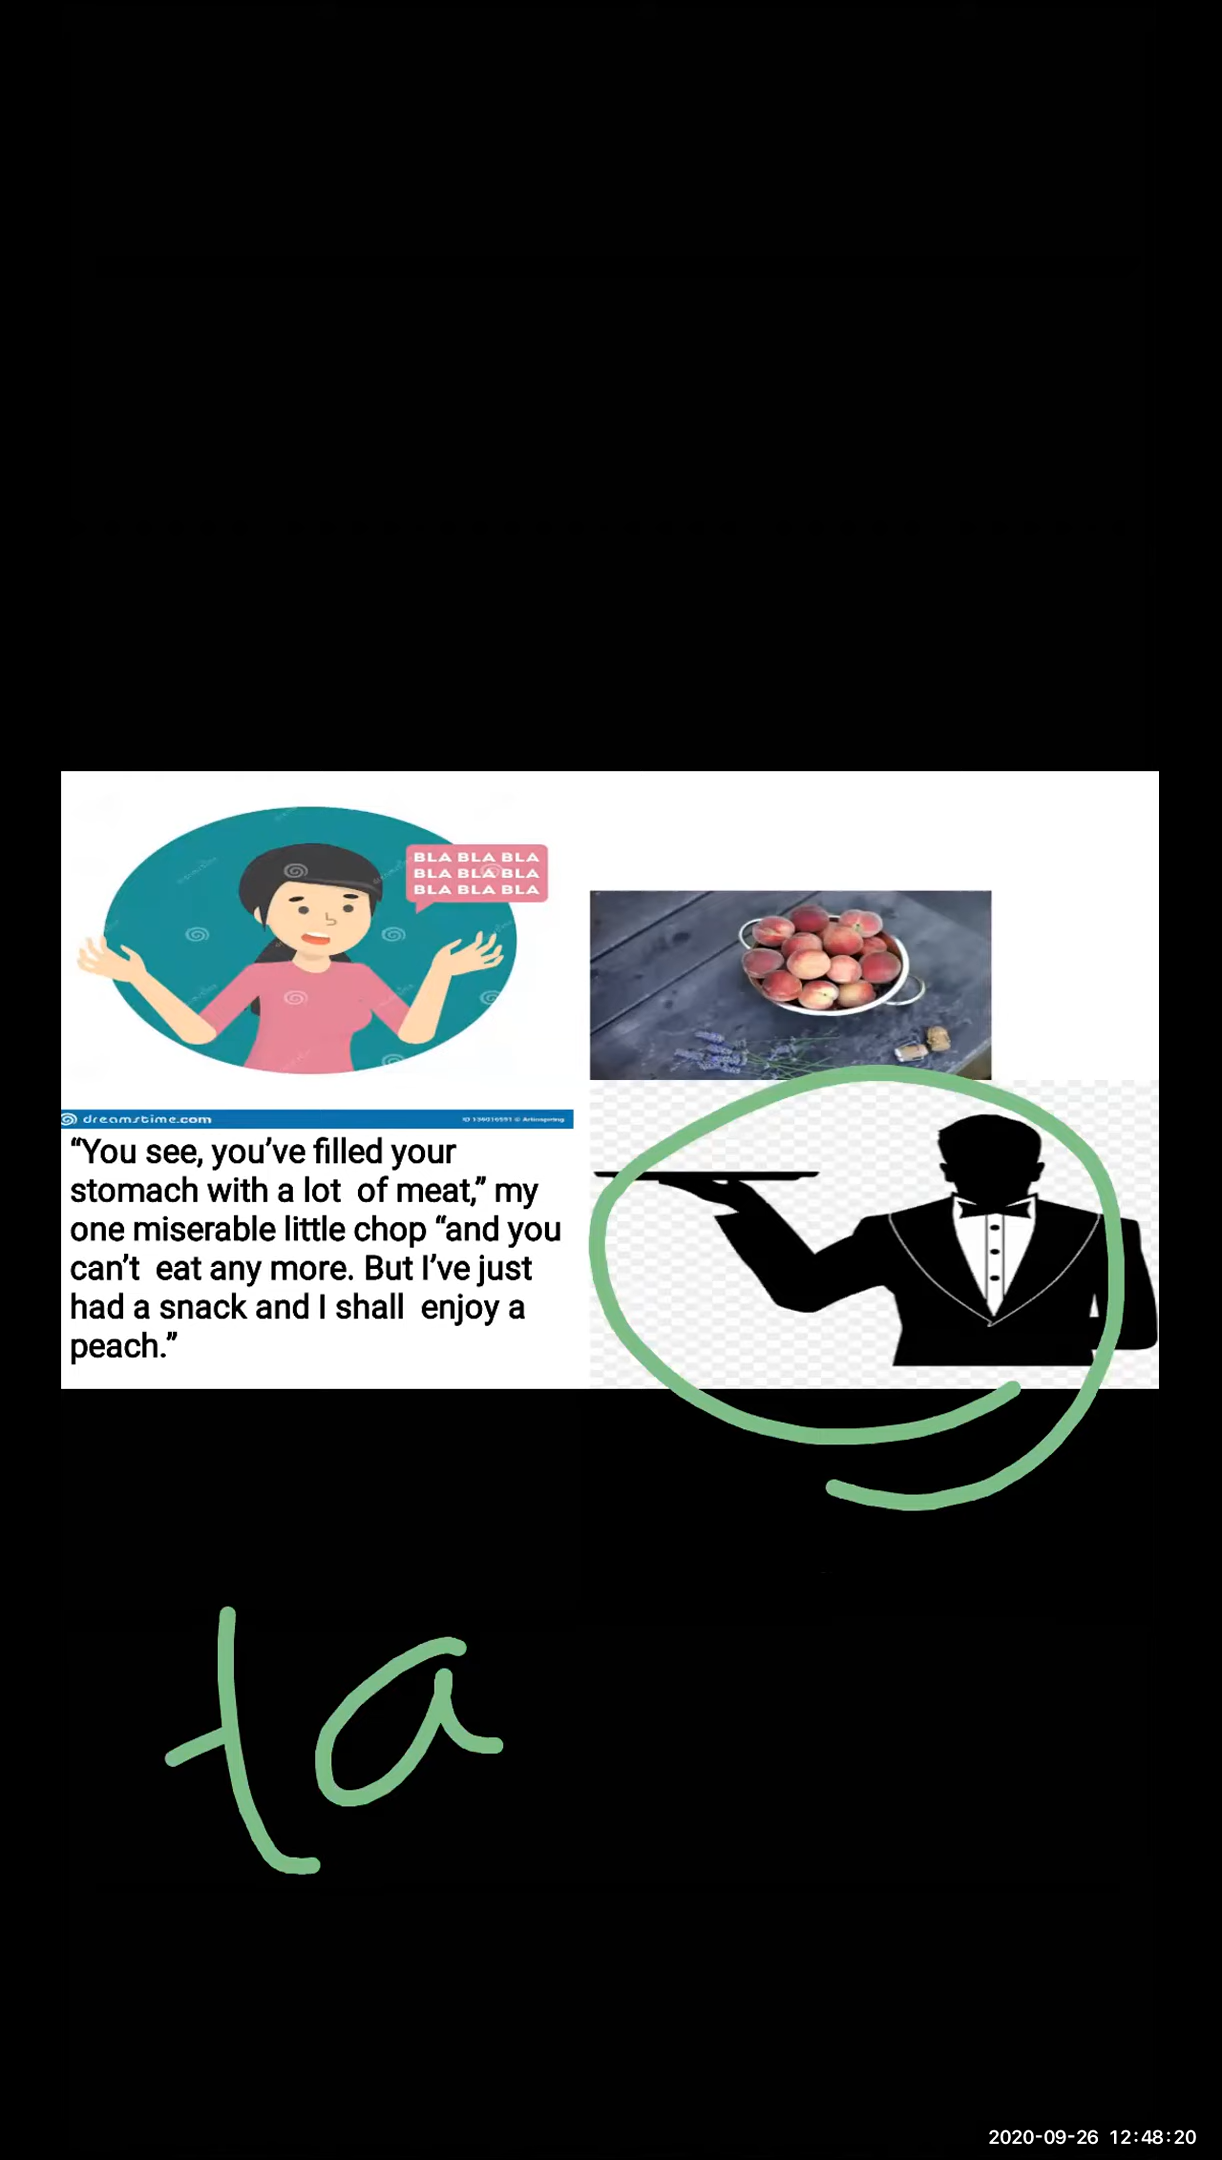 BLA BLA BLA
BLA BLA BLA
BLA BLA BLA
dreamstime.com
“You see, you’ve filled your
stomach with a lot of meat,” my
one miserable little chop “and you
can’t eat any more. But I’ve just
had a snack and I shall enjoy a
peach.”
ta
2020-09-26 12:48:20